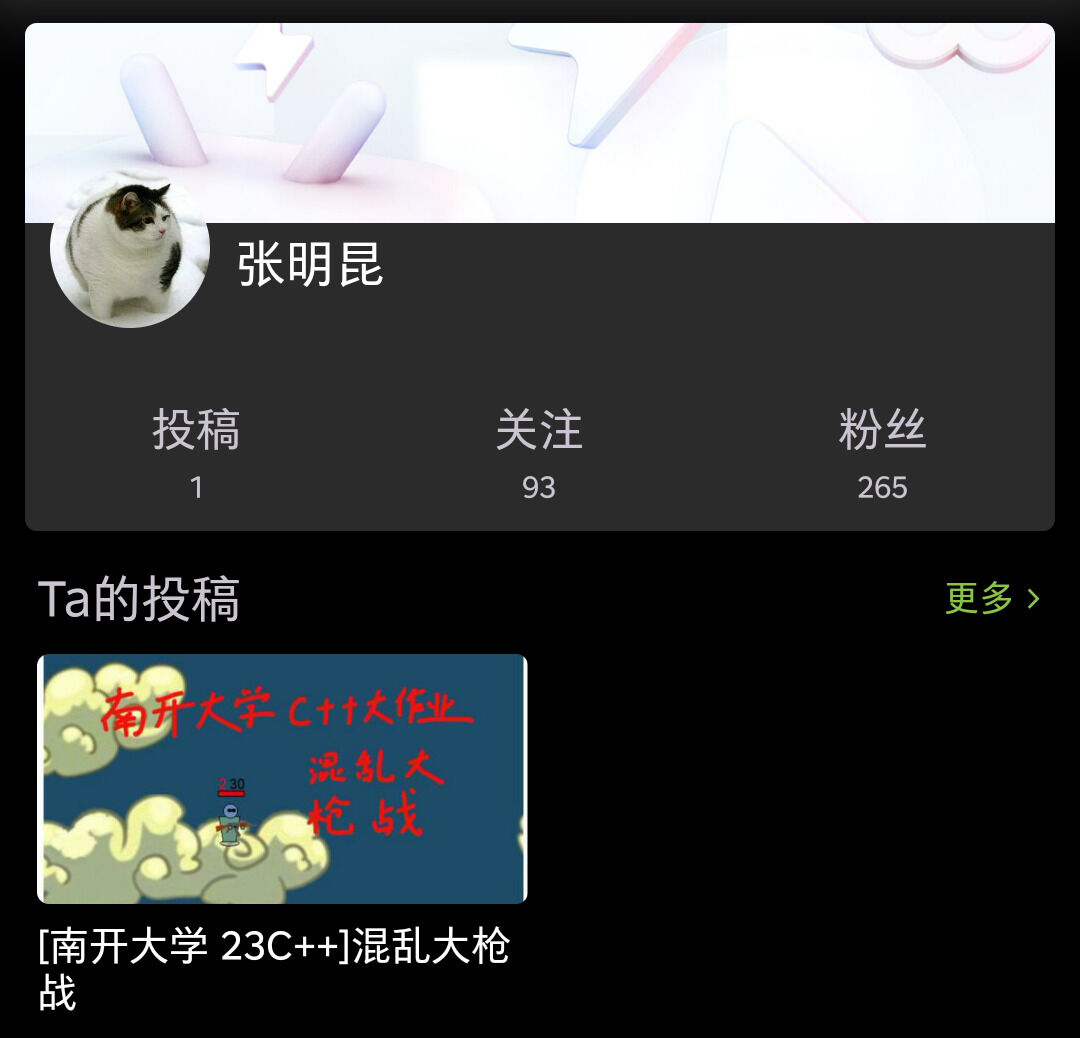 张明昆
投稿
关注
粉丝
1
93
265
Ta的投稿
更多 >
南开大学C++大作业
混乱大
枪战
230
[南开大学 23C++]混乱大枪
战